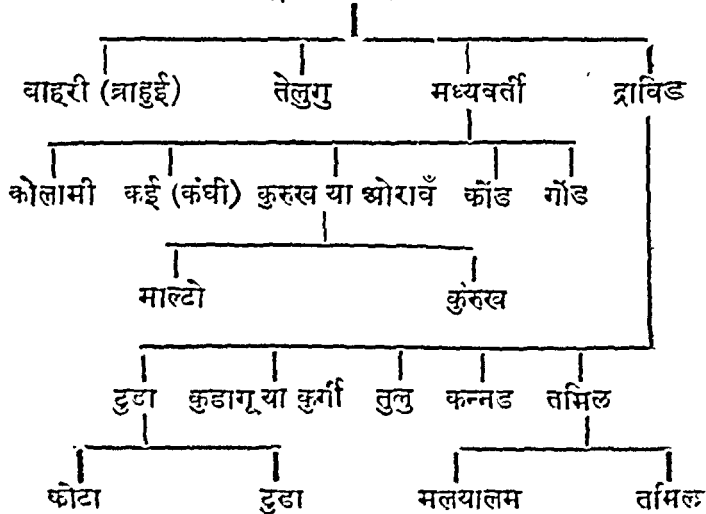 बाहरी (ब्राहुई) तेलुगु मध्यवर्ती द्राविड
कोलामी कई (कंधी) कुरुख या ओरावँ कोंड गोंड
माल्टो कुरुख
टुडा कुडागू या कुर्गी तुलु कन्नड तमिल
कोटा टुडा मलयालम तमिल